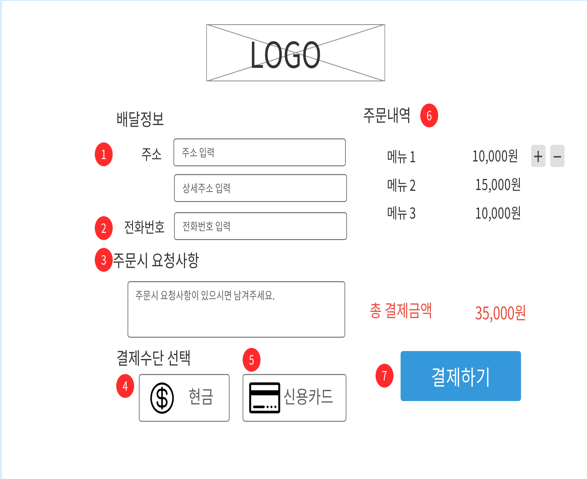 LOGO
배달정보
1 주소 주소 입력
상세주소 입력
2 전화번호 전화번호 입력
3 주문시 요청사항
주문시 요청사항이 있으시면 남겨주세요.
결제수단 선택
4 현금
5 신용카드
주문내역 6
메뉴 1 10,000원 + −
메뉴 2 15,000원
메뉴 3 10,000원
총 결제금액 35,000원
7 결제하기